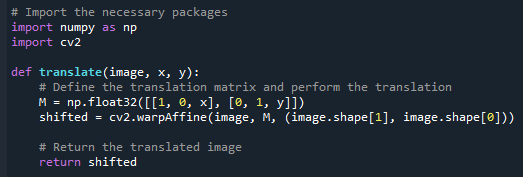 # Import the necessary packages
import numpy as np
import cv2
def translate(image, x, y):
    # Define the translation matrix and perform the translation
    M = np.float32([[1, 0, x], [0, 1, y]])
    shifted = cv2.warpAffine(image, M, (image.shape[1], image.shape[0]))
    # Return the translated image
    return shifted